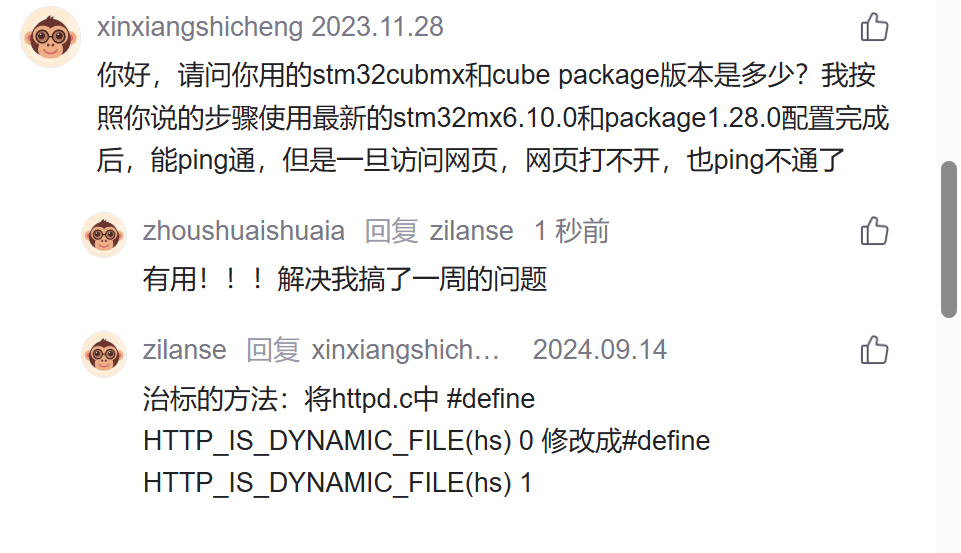 xinxiangshicheng 2023.11.28
你好，请问你用的stm32cubmx和cube package版本是多少？我按
照你说的步骤使用最新的stm32mx6.10.0和package1.28.0配置完成
后，能ping通，但是一旦访问网页，网页打不开，也ping不通了
zhoushuaishuaia 回复 zilanse 1 秒前
有用！！！解决我搞了一周的问题
zilanse 回复 xinxiangshich... 2024.09.14
治标的方法：将httpd.c中 #define
HTTP_IS_DYNAMIC_FILE(hs) 0 修改成#define
HTTP_IS_DYNAMIC_FILE(hs) 1